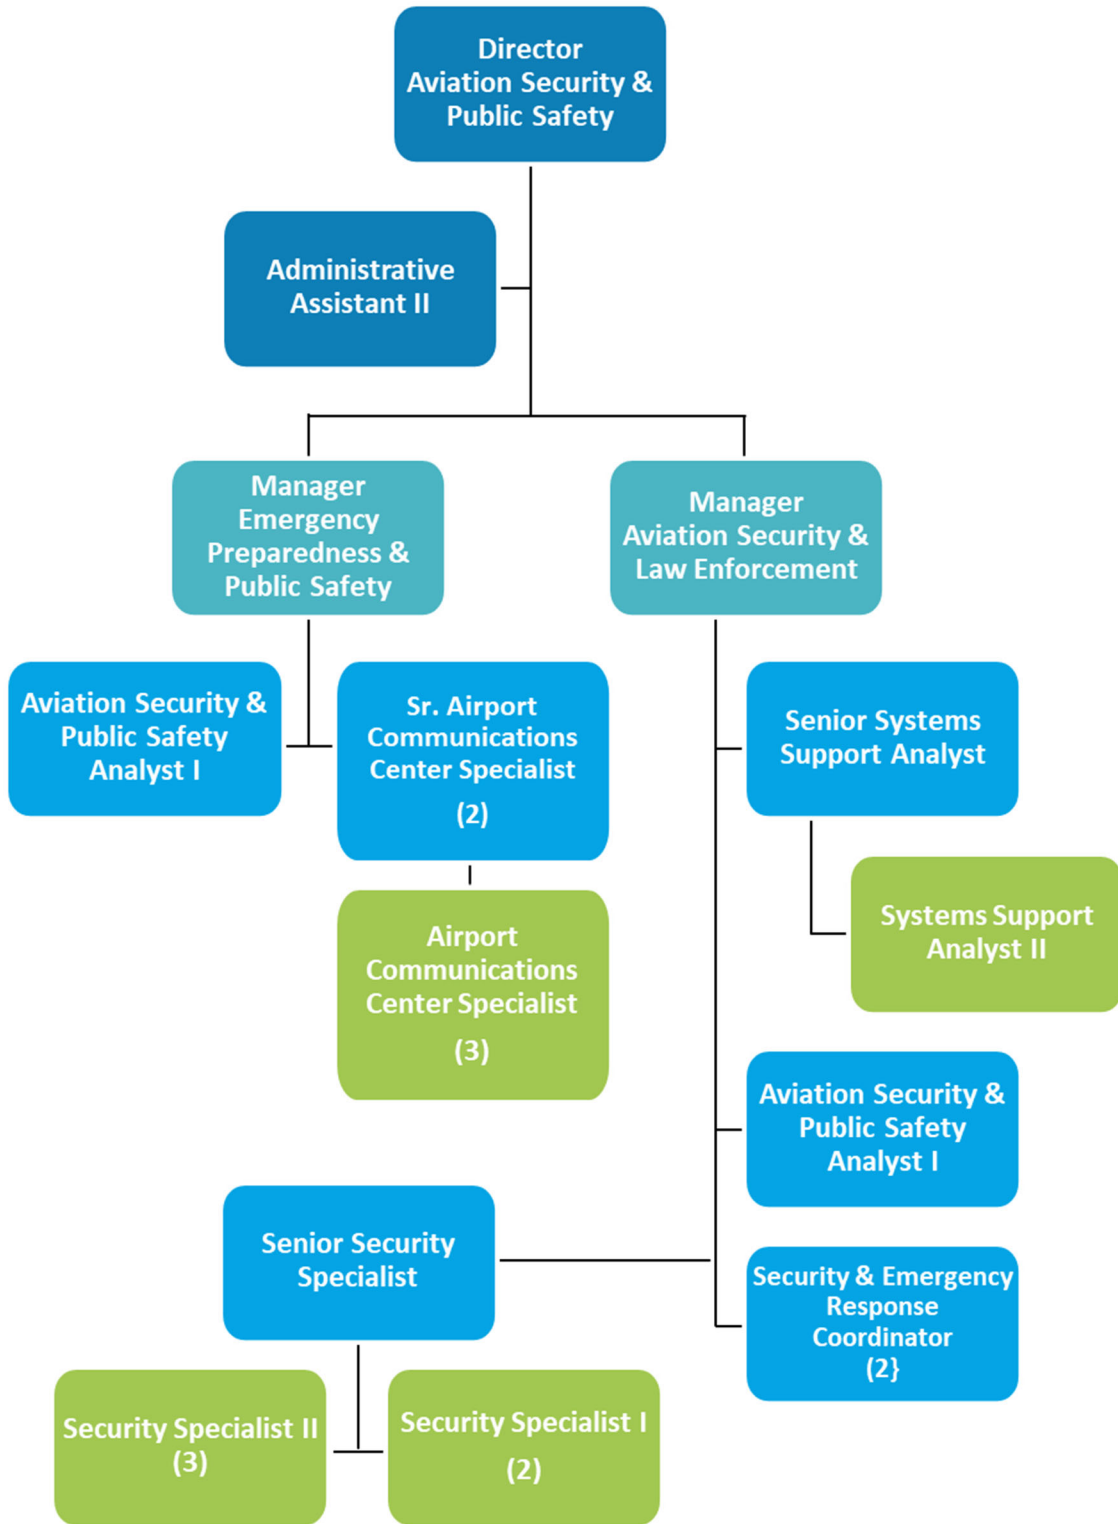 Director
Aviation Security &
Public Safety
Administrative
Assistant II
Manager
Emergency
Preparedness &
Public Safety
Manager
Aviation Security &
Law Enforcement
Aviation Security &
Public Safety
Analyst I
Sr. Airport
Communications
Center Specialist
(2)
Senior Systems
Support Analyst
Airport
Communications
Center Specialist
(3)
Systems Support
Analyst II
Aviation Security &
Public Safety
Analyst I
Senior Security
Specialist
Security & Emergency
Response
Coordinator
(2}
Security Specialist II
(3)
Security Specialist I
(2)